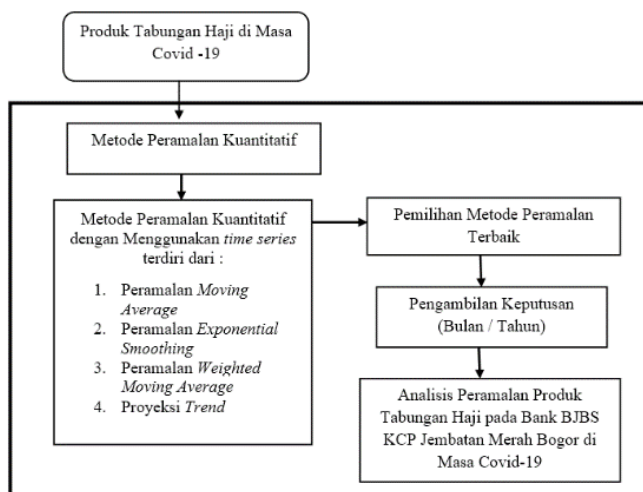 Produk Tabungan Haji di Masa
Covid -19
Metode Peramalan Kuantitatif
Metode Peramalan Kuantitatif
dengan Menggunakan time series
terdiri dari :
1. Peramalan Moving
Average
2. Peramalan Exponential
Smoothing
3. Peramalan Weighted
Moving Average
4. Proyeksi Trend
Pemilihan Metode Peramalan
Terbaik
Pengambilan Keputusan
(Bulan / Tahun)
Analisis Peramalan Produk
Tabungan Haji pada Bank BJBS
KCP Jembatan Merah Bogor di
Masa Covid-19